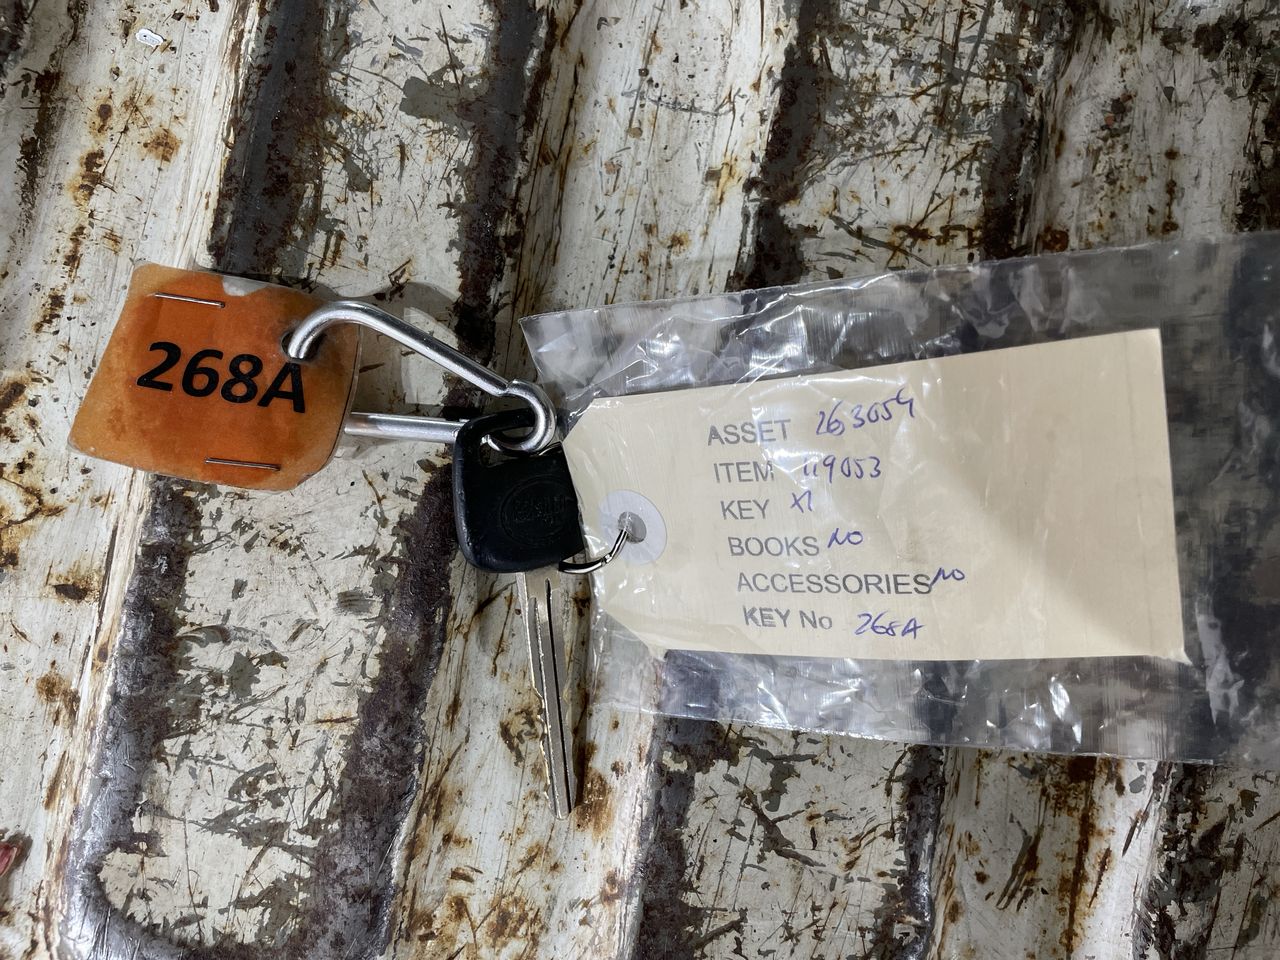 268A
ASSET 263059
ITEM 119053
KEY X1
BOOKS NO
ACCESSORIES NO
KEY No 268A